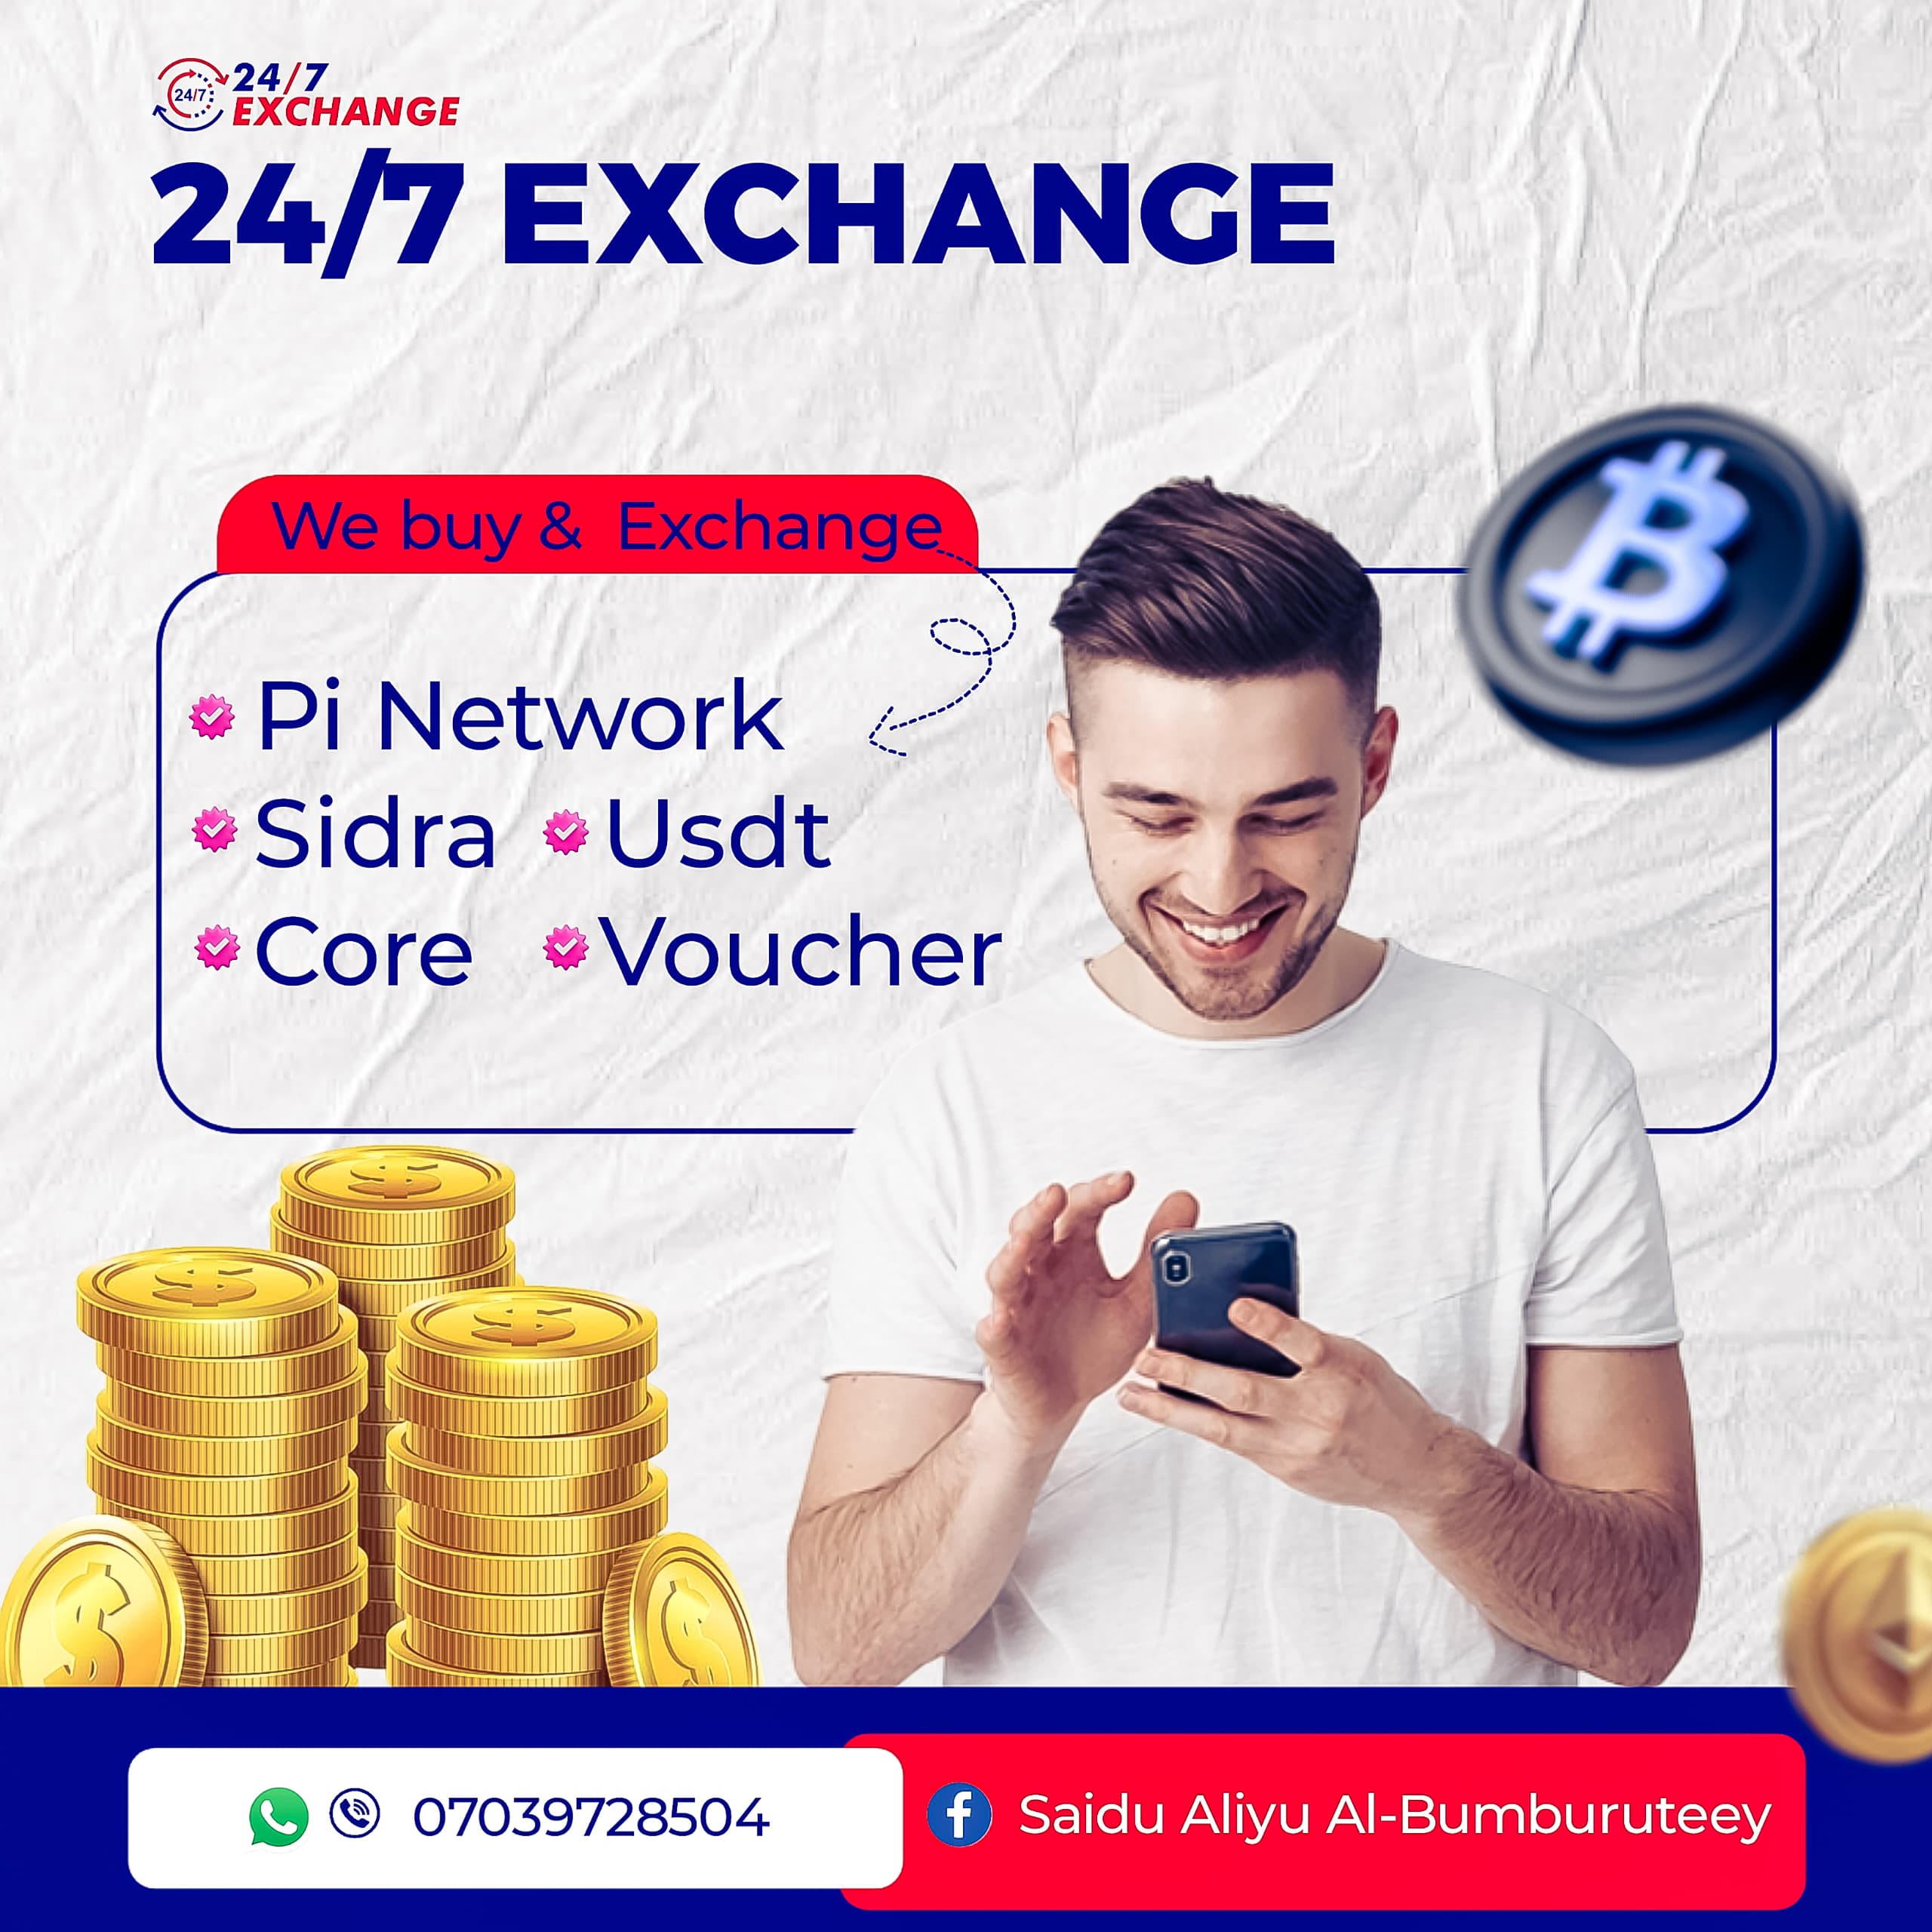 24/7
24/7
EXCHANGE
24/7 EXCHANGE
We buy & Exchange
Pi Network
Sidra
Usdt
Core
Voucher
07039728504
Saidu Aliyu Al-Bumburuteey